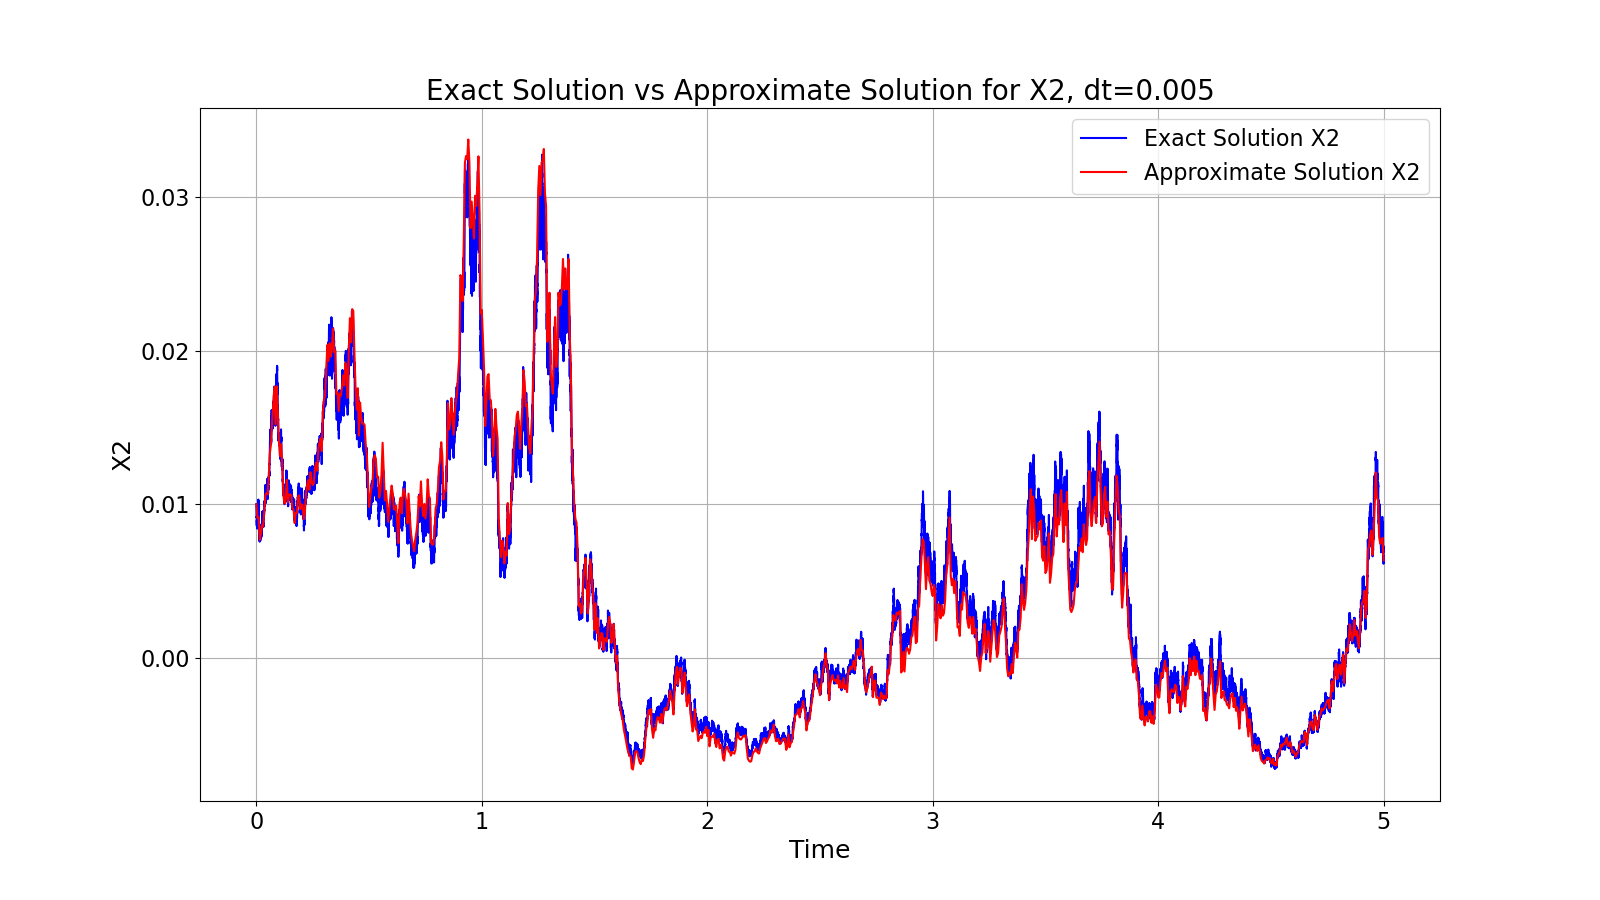 Exact Solution vs Approximate Solution for X2, dt=0.005
Exact Solution X2
Approximate Solution X2
0.03
0.02
0.01
0.00
X2
0 1 2 3 4 5
Time